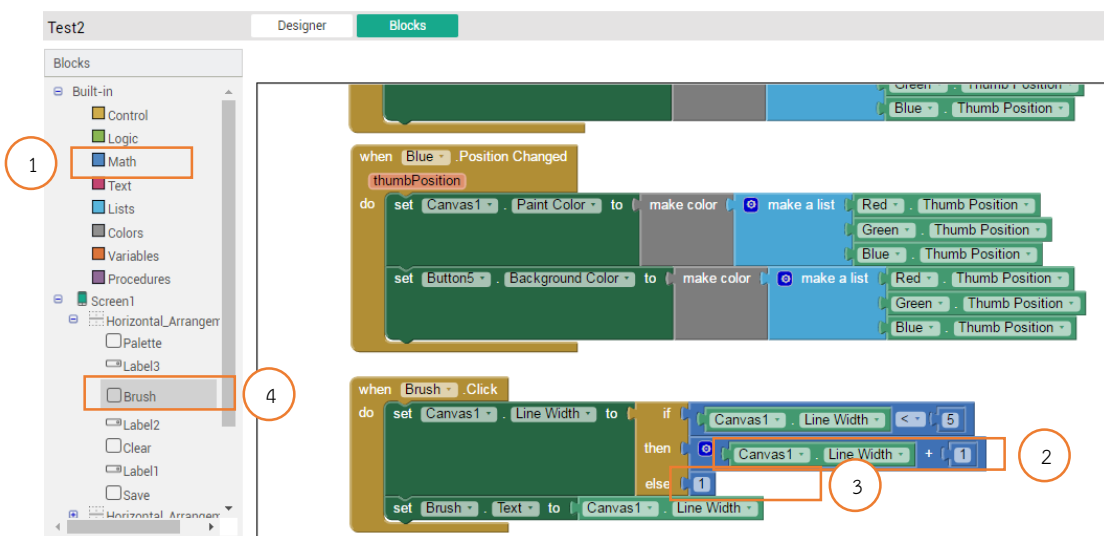 Test2 Designer Blocks
Blocks
Built-in
Control
Logic
1 Math
Text
Lists
Colors
Variables
Procedures
Screen1
Horizontal_Arrangem
Palette
Label3
Brush 4
Label2
Clear
Label1
Save
Horizontal_Arrangem
Green . Thumb Position
Blue . Thumb Position
when Blue .Position Changed
thumbPosition
do set Canvas1 . Paint Color to make color make a list Red . Thumb Position
Green . Thumb Position
Blue . Thumb Position
set Button5 . Background Color to make color make a list Red . Thumb Position
Green . Thumb Position
Blue . Thumb Position
when Brush .Click
do set Canvas1 . Line Width to if Canvas1 . Line Width < 5
then Canvas1 . Line Width + 1 2
else 1 3
set Brush . Text to Canvas1 . Line Width